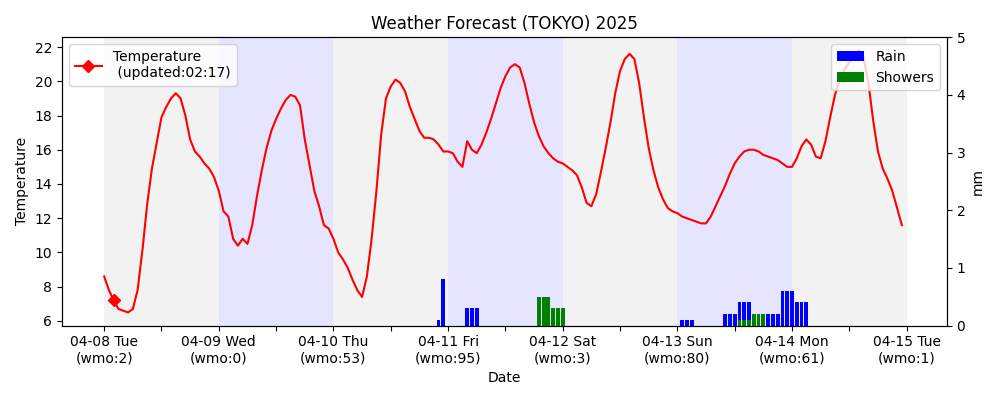 Weather Forecast (TOKYO) 2025
Temperature
(updated:02:17)
Rain
Showers
Temperature
22
20
18
16
14
12
10
8
6
mm
5
4
3
2
1
0
04-08 Tue
(wmo:2)
04-09 Wed
(wmo:0)
04-10 Thu
(wmo:53)
04-11 Fri
(wmo:95)
04-12 Sat
(wmo:3)
04-13 Sun
(wmo:80)
04-14 Mon
(wmo:61)
04-15 Tue
(wmo:1)
Date